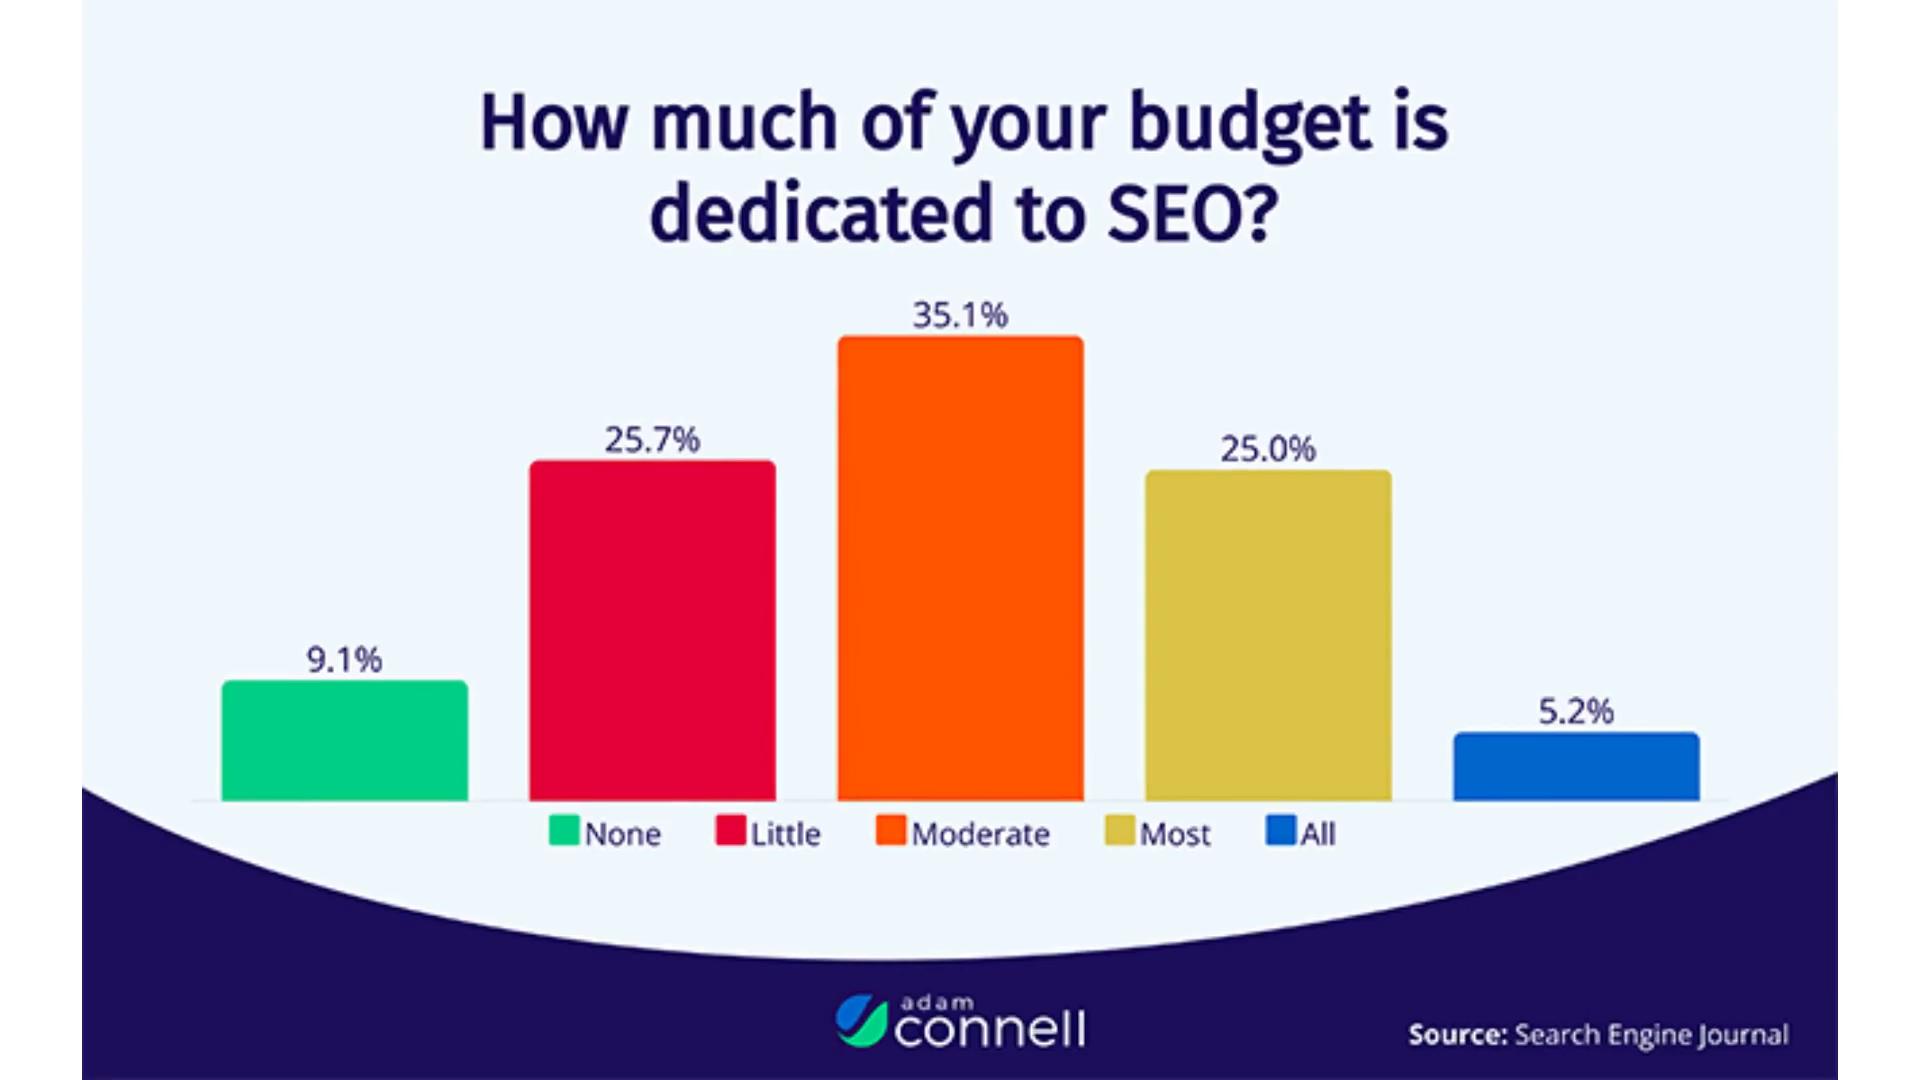 How much of your budget is
dedicated to SEO?
35.1%
25.7%
25.0%
9.1%
5.2%
None Little Moderate Most All
adam
connell
Source: Search Engine Journal